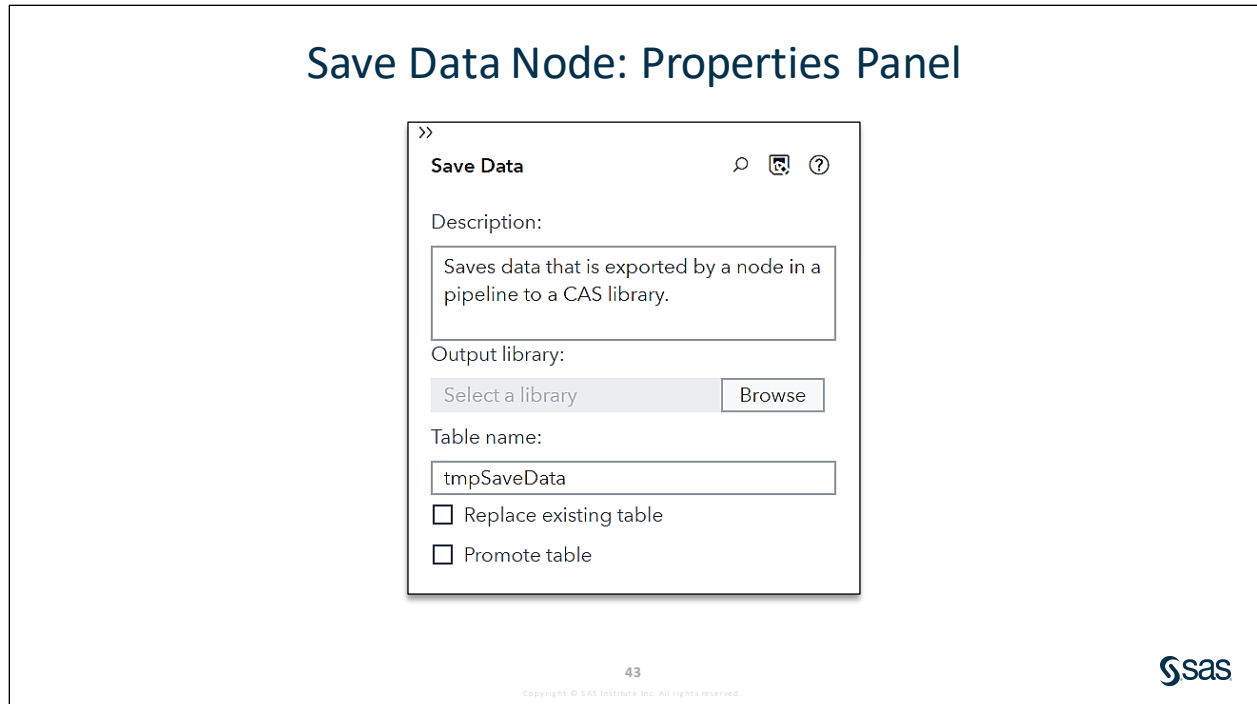 Save Data Node: Properties Panel
Save Data
Description:
Saves data that is exported by a node in a
pipeline to a CAS library.
Output library:
Select a library
Browse
Table name:
tmpSaveData
Replace existing table
Promote table
43
Copyright © SAS Institute Inc. All rights reserved.
sas